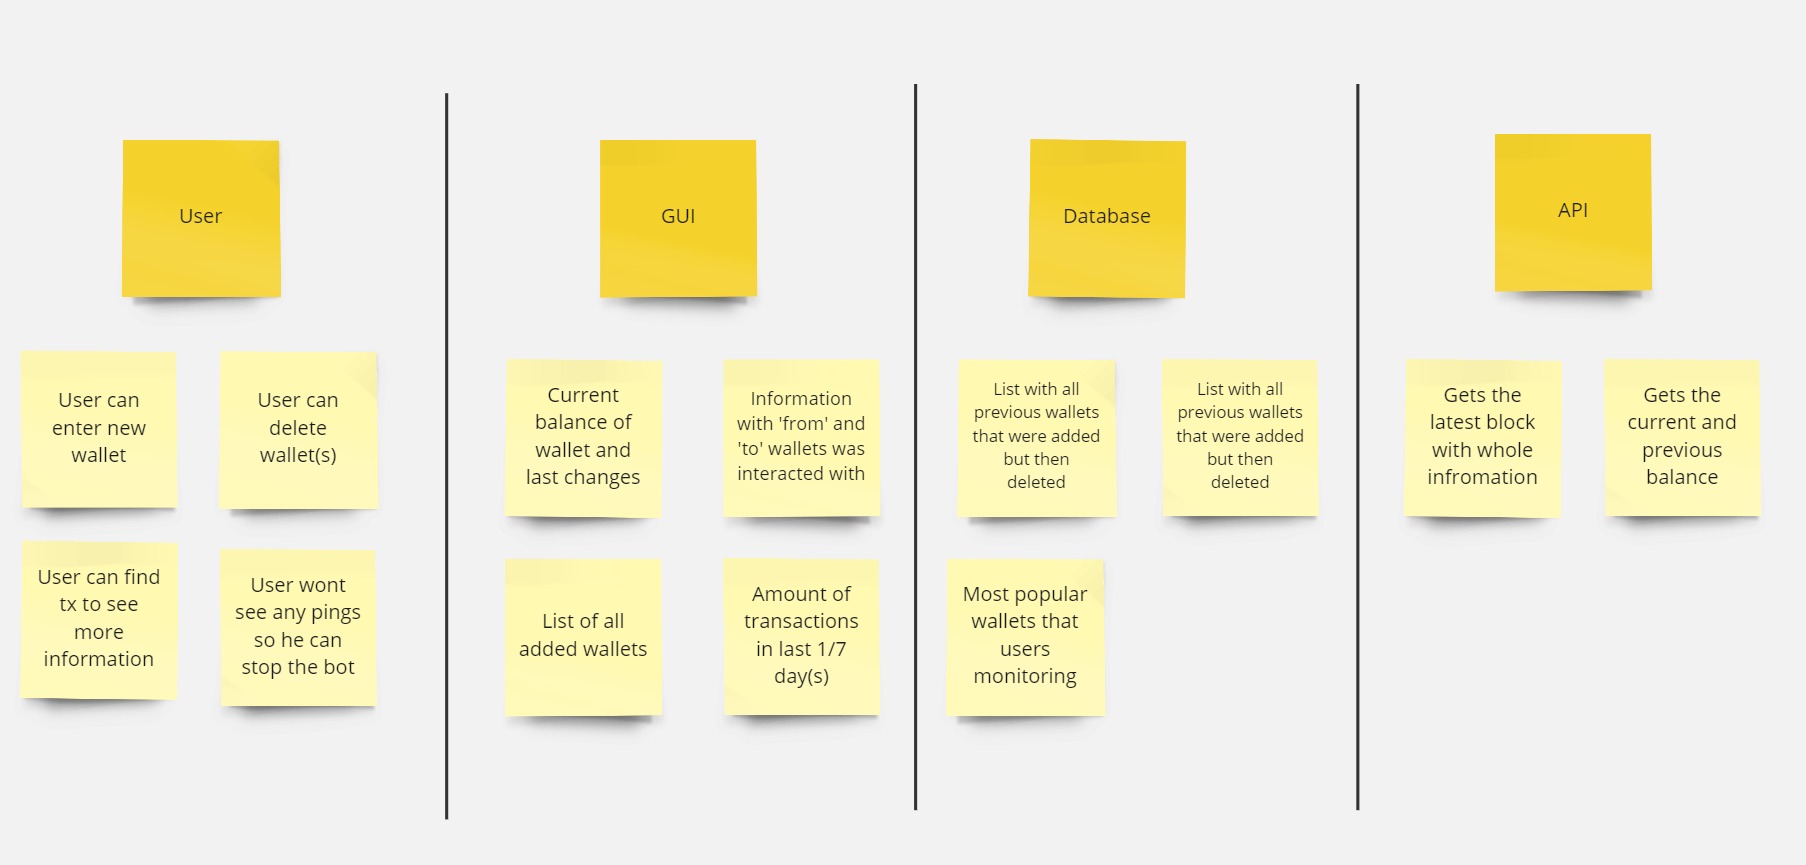 User
GUI
Database
API
User can
enter new
wallet
User can
delete
wallet(s)
User can find
tx to see
more
information
User wont
see any pings
so he can
stop the bot
Current
balance of
wallet and
last changes
Information
with 'from' and
'to' wallets was
interacted with
List of all
added wallets
Amount of
transactions
in last 1/7
day(s)
List with all
previous wallets
that were added
but then
deleted
List with all
previous wallets
that were added
but then
deleted
Most popular
wallets that
users
monitoring
Gets the
latest block
with whole
infromation
Gets the
current and
previous
balance